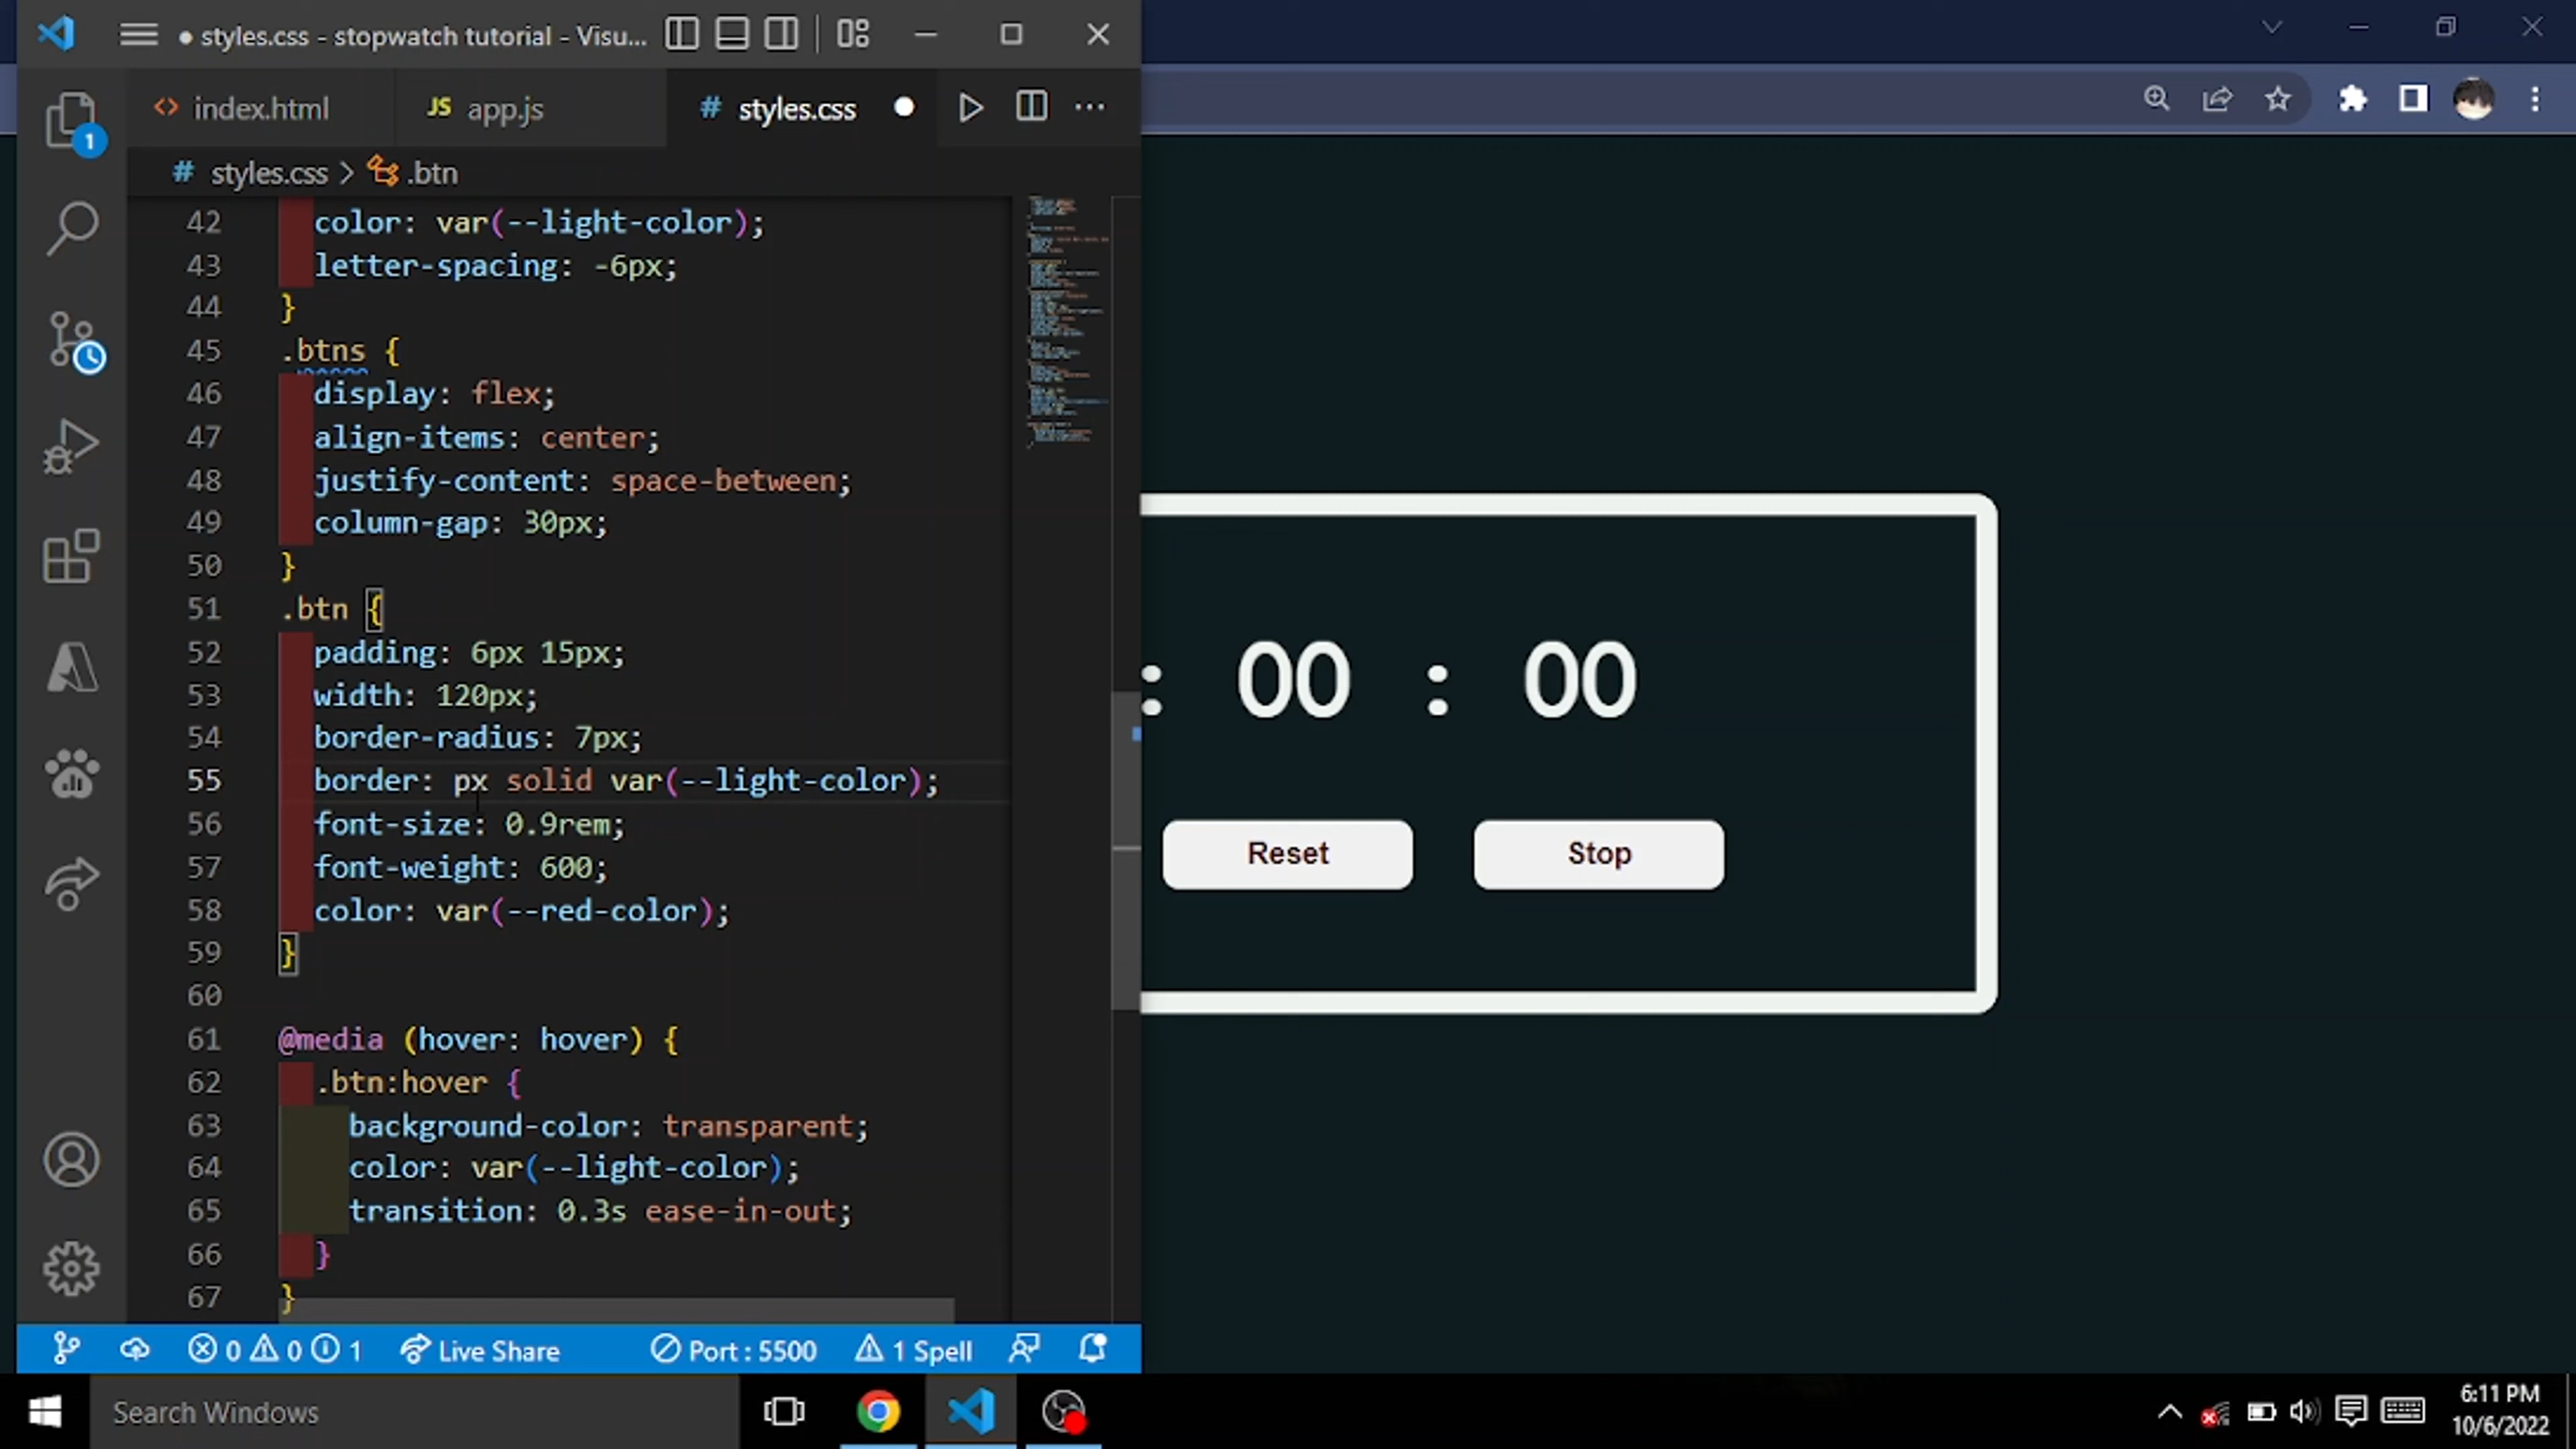 ● styles.css - stopwatch tutorial - Visu...
<> index.html
JS app.js
# styles.css
1
# styles.css > .btn
42 color: var(--light-color);
43 letter-spacing: -6px;
44 }
45 .btns {
46 display: flex;
47 align-items: center;
48 justify-content: space-between;
49 column-gap: 30px;
50 }
51 .btn {
52 padding: 6px 15px;
53 width: 120px;
54 border-radius: 7px;
55 border: px solid var(--light-color);
56 font-size: 0.9rem;
57 font-weight: 600;
58 color: var(--red-color);
59 }
60
61 @media (hover: hover) {
62 .btn:hover {
63 background-color: transparent;
64 color: var(--light-color);
65 transition: 0.3s ease-in-out;
66 }
67 }
: 00 : 00
Reset
Stop
0 0 1 Live Share Port : 5500 1 Spell
Search Windows
6:11 PM
10/6/2022